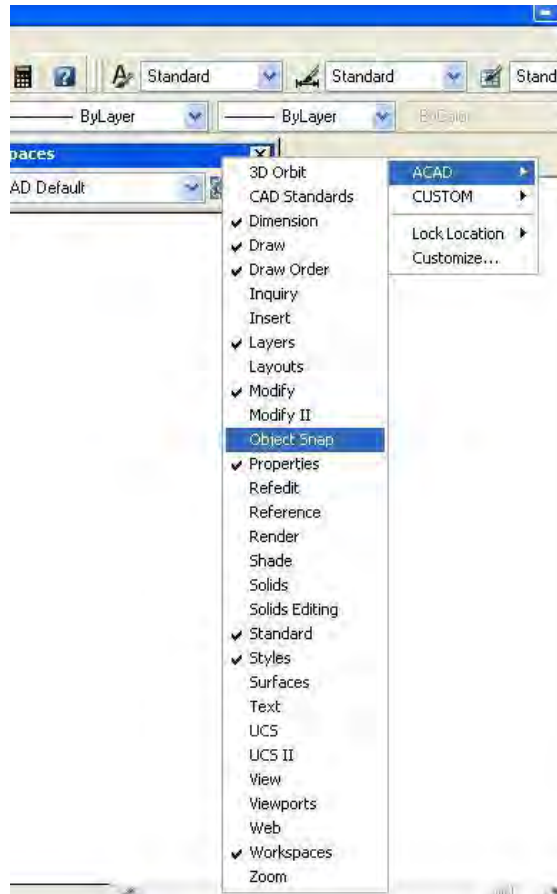 Standard Standard Stand
ByLayer ByLayer ByColor
paces
AD Default
3D Orbit
CAD Standards
Dimension
Draw
Draw Order
Inquiry
Insert
Layers
Layouts
Modify
Modify II
Object Snap
Properties
Refedit
Reference
Render
Shade
Solids
Solids Editing
Standard
Styles
Surfaces
Text
UCS
UCS II
View
Viewports
Web
Workspaces
Zoom
ACAD
CUSTOM
Lock Location
Customize...